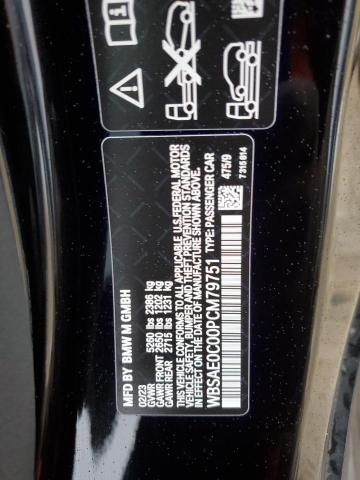 MFD BY BMW M GMBH
02/23
GVWR 5260 lbs 2386 kg
GAWR FRONT 2650 lbs 1202 kg
GAWR REAR 2715 lbs 1231 kg
THIS VEHICLE CONFORMS TO ALL APPLICABLE U.S. FEDERAL MOTOR
VEHICLE SAFETY, BUMPER AND THEFT PREVENTION STANDARDS
IN EFFECT ON THE DATE OF MANUFACTURE SHOWN ABOVE.
WBSAE0C00PCM79751 TYPE: PASSENGER CAR
475/9
7315814